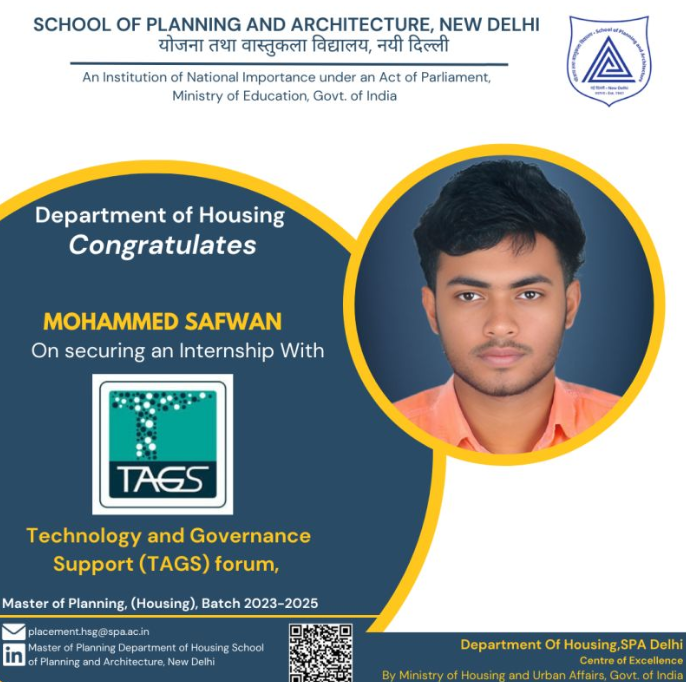 SCHOOL OF PLANNING AND ARCHITECTURE, NEW DELHI
योजना तथा वास्तुकला विद्यालय, नयी दिल्ली
An Institution of National Importance under an Act of Parliament,
Ministry of Education, Govt. of India
Department of Housing
Congratulates
MOHAMMED SAFWAN
On securing an Internship With
TAGS
Technology and Governance
Support (TAGS) forum,
Master of Planning, (Housing), Batch 2023-2025
placement.hsg@spa.ac.in
in
Master of Planning Department of Housing School
of Planning and Architecture, New Delhi
Department Of Housing,SPA Delhi
Centre of Excellence
By Ministry of Housing and Urban Affairs, Govt. of India